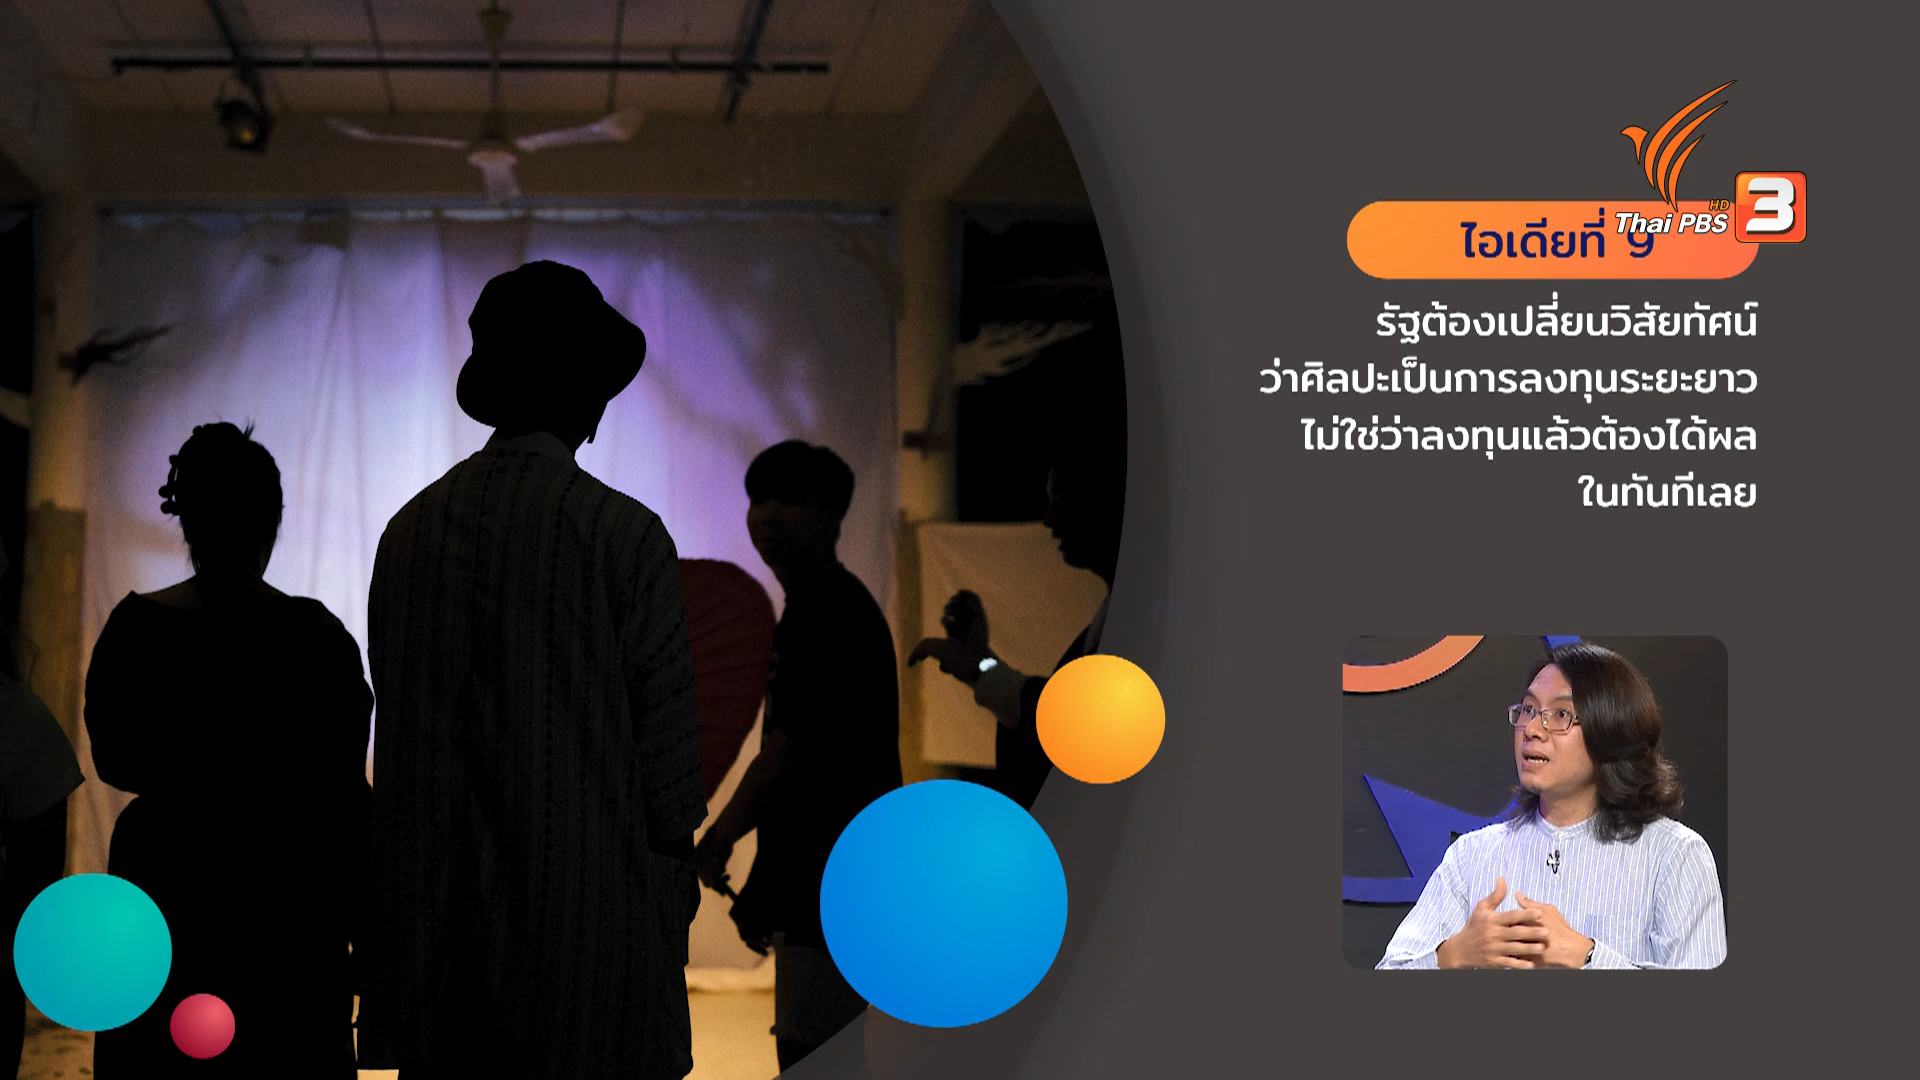 HD
Thai PBS
3
ไอเดียที่ 9
รัฐต้องเปลี่ยนวิสัยทัศน์
ว่าศิลปะเป็นการลงทุนระยะยาว
ไม่ใช่ว่าลงทุนแล้วต้องได้ผล
ในทันทีเลย